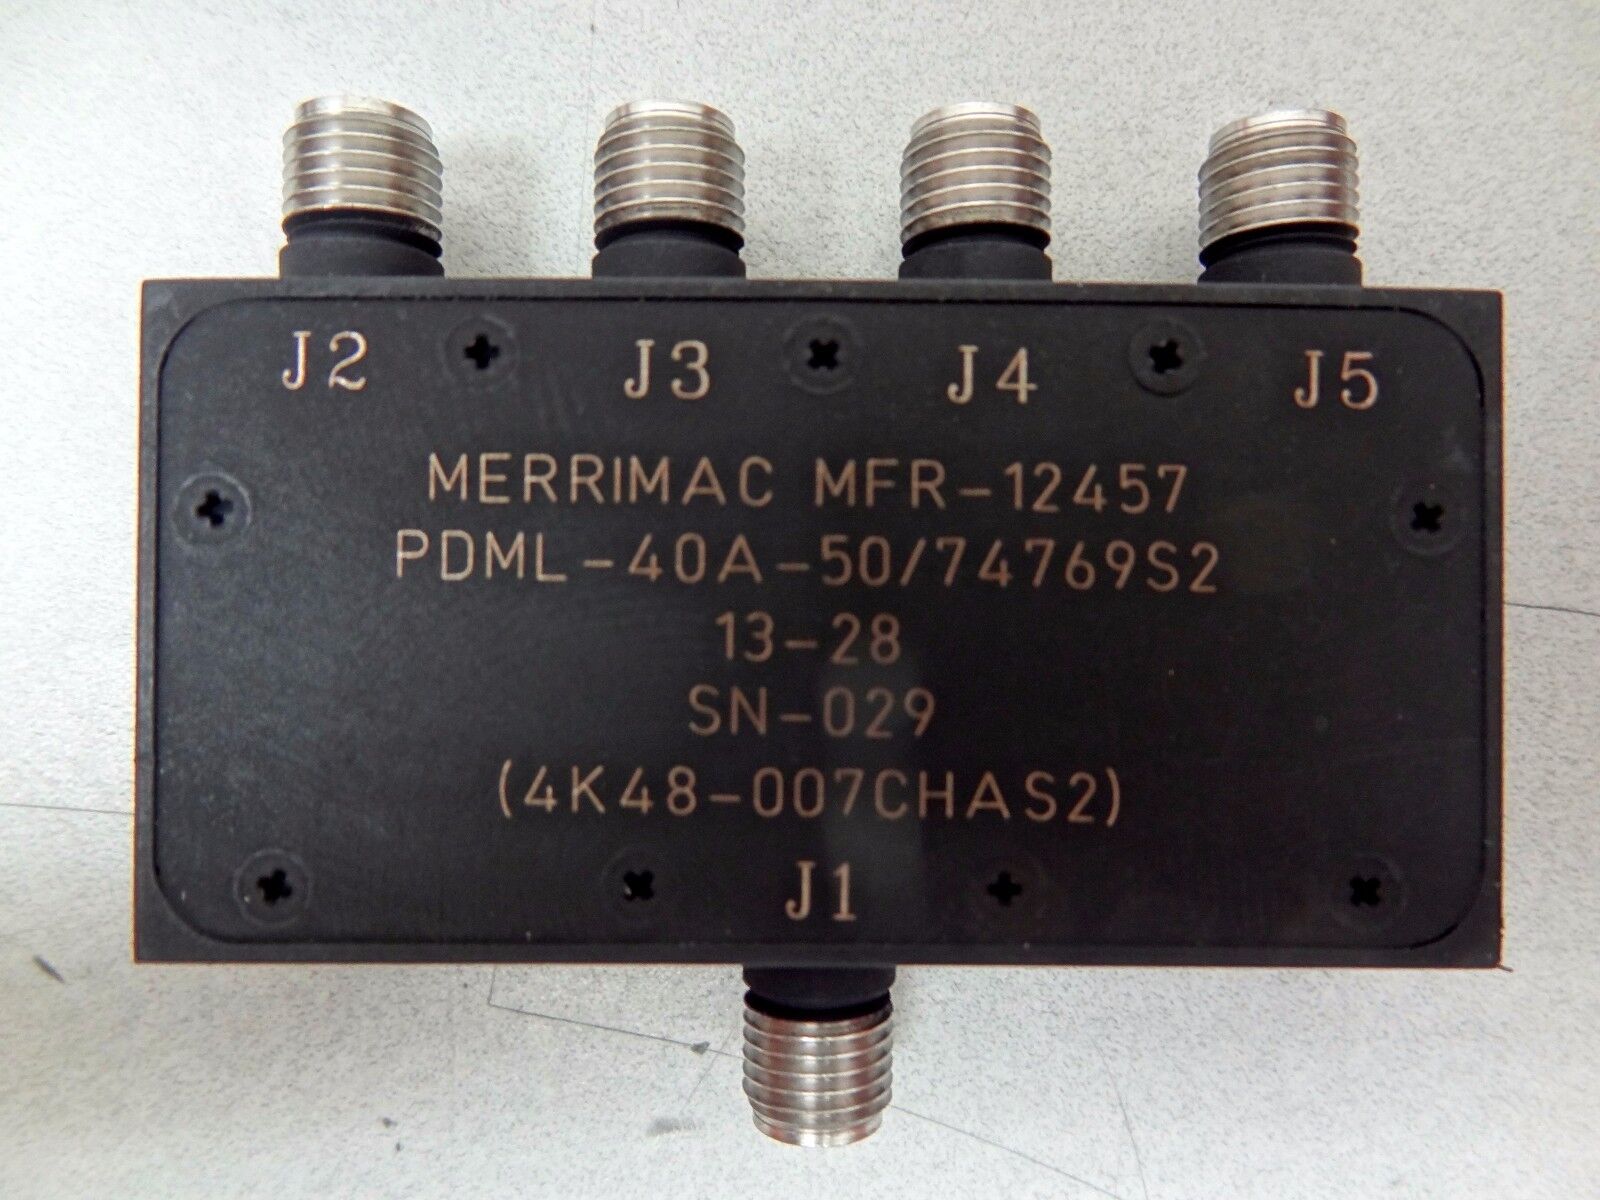 J2 J3 J4 J5
MERRIMAC MFR-12457
PDML-40A-50/74769S2
13-28
SN-029
(4K48-007CHAS2)
J1